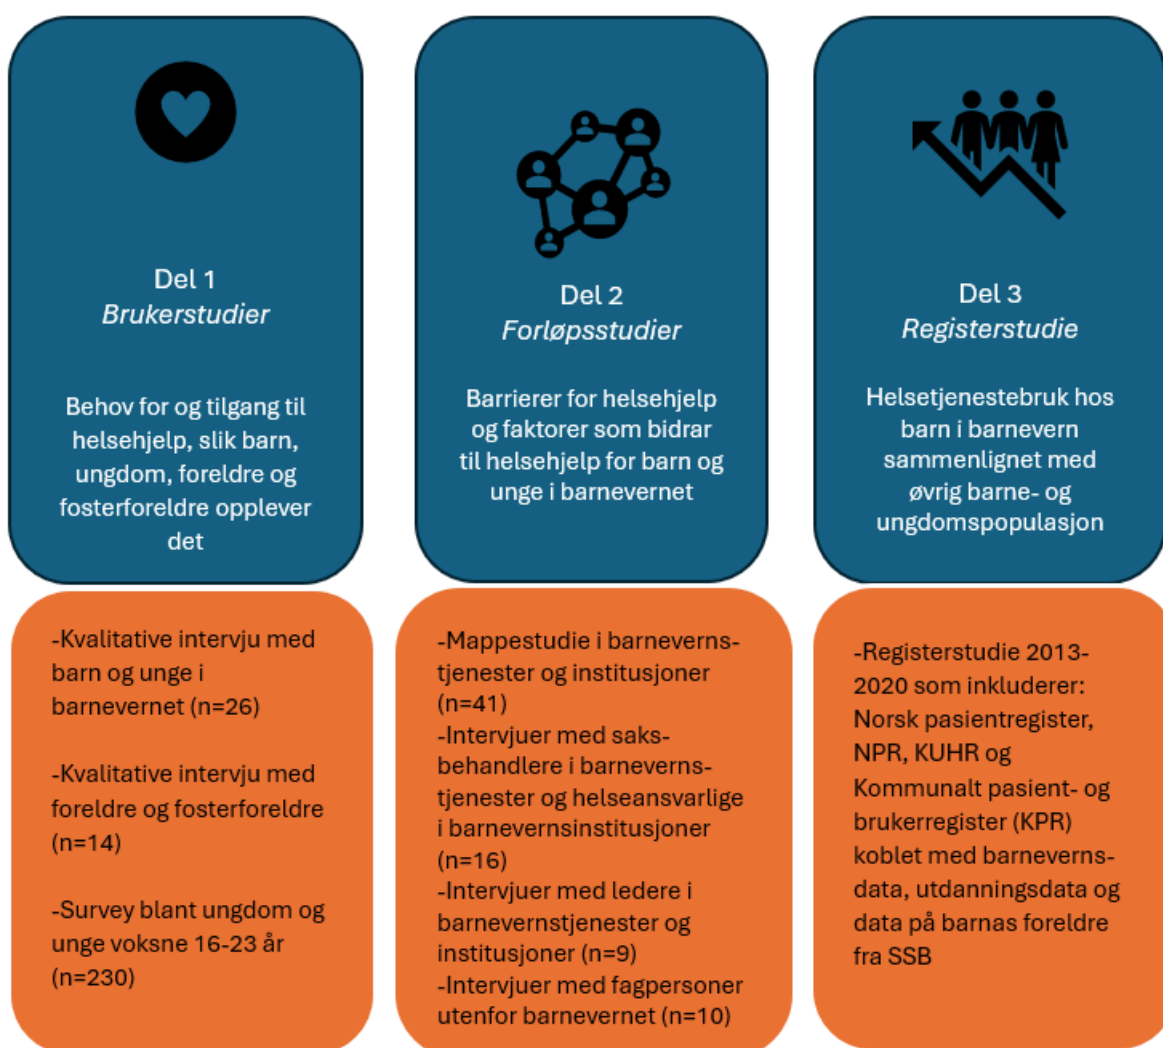 Del 1
Brukerstudier
Behov for og tilgang til
helsehjelp, slik barn,
ungdom, foreldre og
fosterforeldre opplever
det
-Kvalitative intervju med
barn og unge i
barnevernet (n=26)
-Kvalitative intervju med
foreldre og fosterforeldre
(n=14)
-Survey blant ungdom og
unge voksne 16-23 år
(n=230)
Del 2
Forløpsstudier
Barrierer for helsehjelp
og faktorer som bidrar
til helsehjelp for barn og
unge i barnevernet
-Mappestudie i barneverns-
tjenester og institusjoner
(n=41)
-Intervjuer med saks-
behandlere i barneverns-
tjenester og helseansvarlige
i barnevernsinstitusjoner
(n=16)
-Intervjuer med ledere i
barnevernstjenester og
institusjoner (n=9)
-Intervjuer med fagpersoner
utenfor barnevernet (n=10)
Del 3
Registerstudie
Helsetjenestebruk hos
barn i barnevern
sammenlignet med
øvrig barne- og
ungdomspopulasjon
-Registerstudie 2013-
2020 som inkluderer:
Norsk pasientregister,
NPR, KUHR og
Kommunalt pasient- og
brukerregister (KPR)
koblet med barneverns-
data, utdanningsdata og
data på barnas foreldre
fra SSB